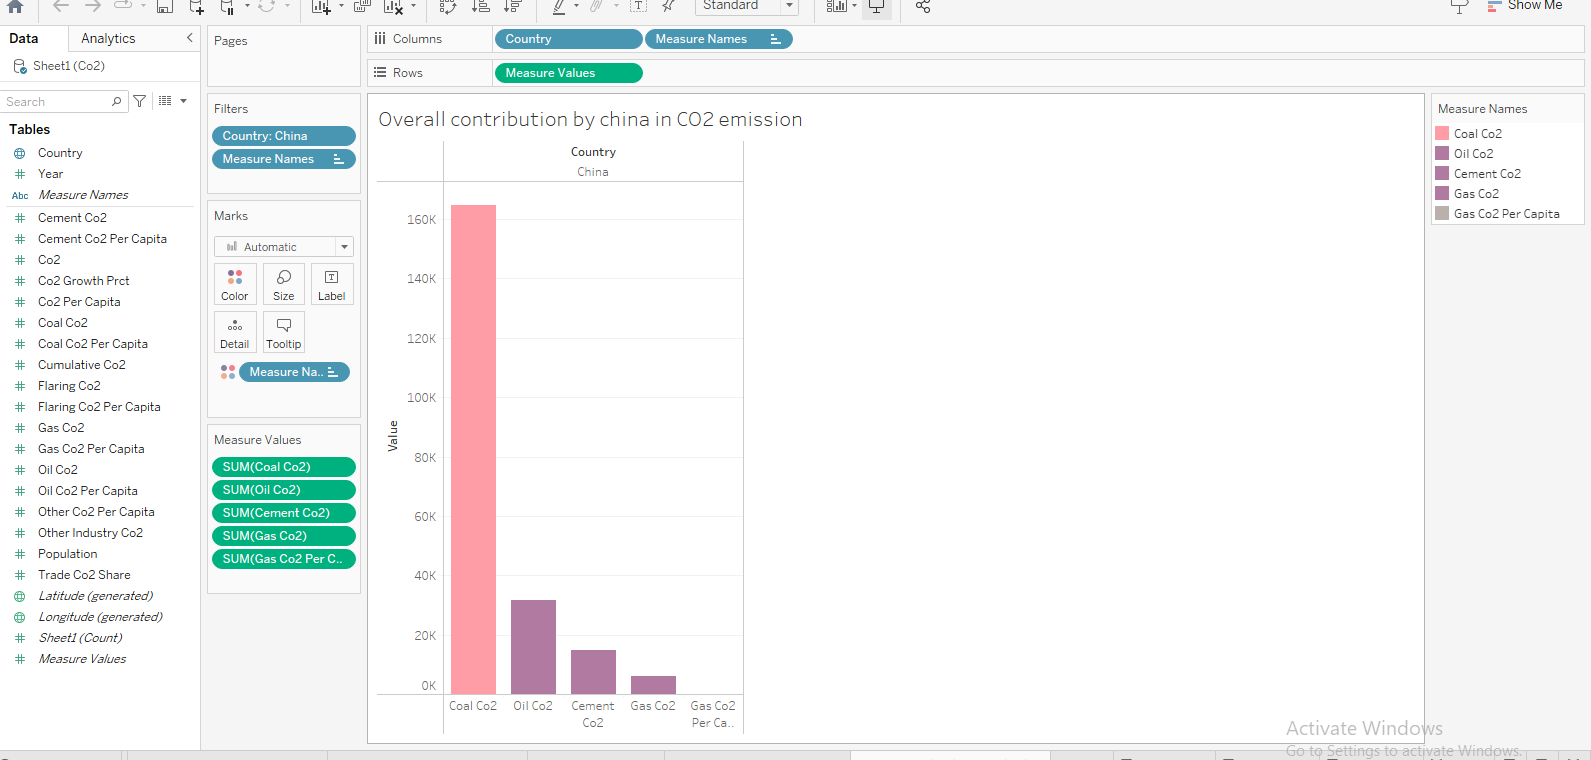 Standard
Show Me
Data
Analytics
Pages
Columns
Country
Measure Names
Sheet1 (Co2)
Rows
Measure Values
Search
Tables
Country
Year
Abc Measure Names
Cement Co2
Cement Co2 Per Capita
Co2
Co2 Growth Prct
Co2 Per Capita
Coal Co2
Coal Co2 Per Capita
Cumulative Co2
Flaring Co2
Flaring Co2 Per Capita
Gas Co2
Gas Co2 Per Capita
Oil Co2
Oil Co2 Per Capita
Other Co2 Per Capita
Other Industry Co2
Population
Trade Co2 Share
Latitude (generated)
Longitude (generated)
Sheet1 (Count)
Measure Values
Filters
Country: China
Measure Names
Marks
Automatic
Color
Size
Label
Detail
Tooltip
Measure Na..
Measure Values
SUM(Coal Co2)
SUM(Oil Co2)
SUM(Cement Co2)
SUM(Gas Co2)
SUM(Gas Co2 Per C..
Overall contribution by china in CO2 emission
Country
China
160K
140K
120K
100K
80K
60K
40K
20K
0K
Value
Coal Co2
Oil Co2
Cement
Co2
Gas Co2
Gas Co2
Per Ca..
Measure Names
Coal Co2
Oil Co2
Cement Co2
Gas Co2
Gas Co2 Per Capita
Activate Windows
Go to Settings to activate Windows.